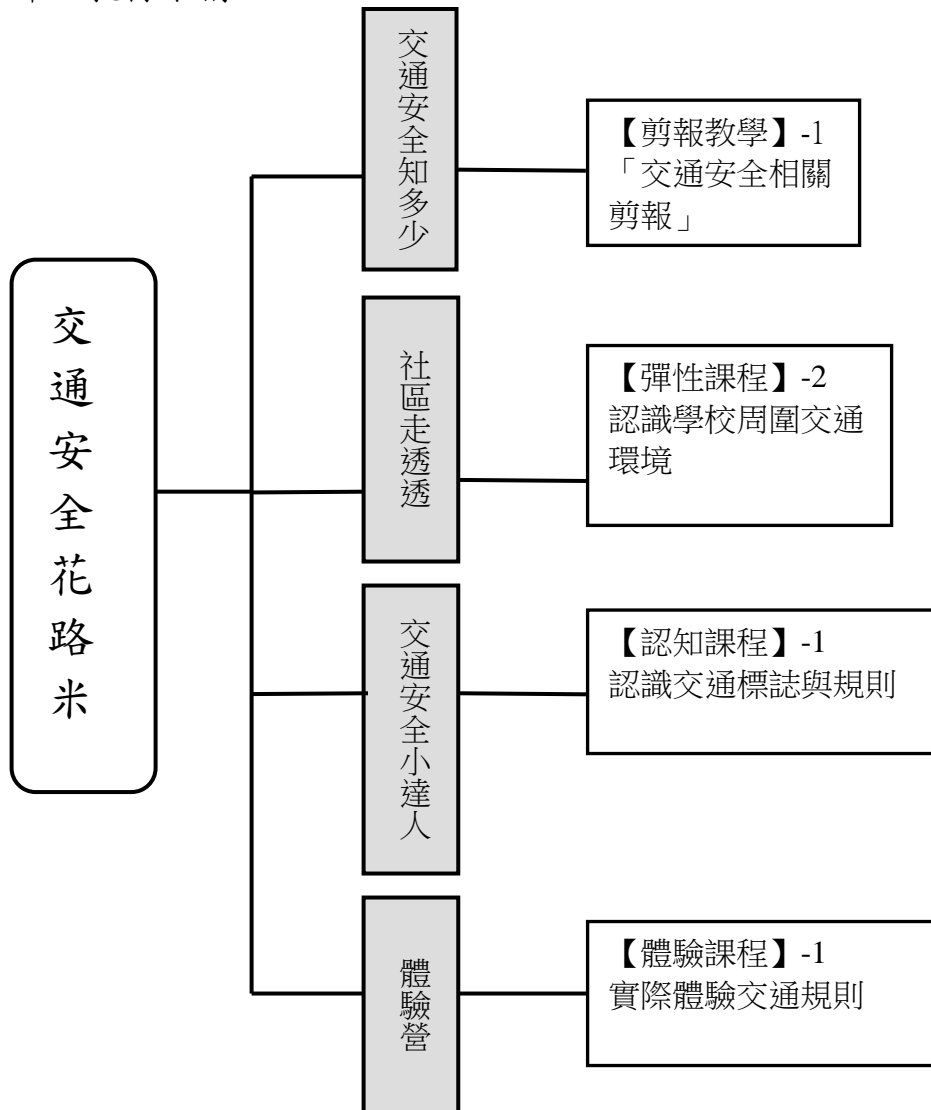 交通安全花路米
交通安全知多少
【剪報教學】-1
「交通安全相關
剪報」
社區走透透
【彈性課程】-2
認識學校周圍交通
環境
交通安全小達人
【認知課程】-1
認識交通標誌與規則
體驗營
【體驗課程】-1
實際體驗交通規則